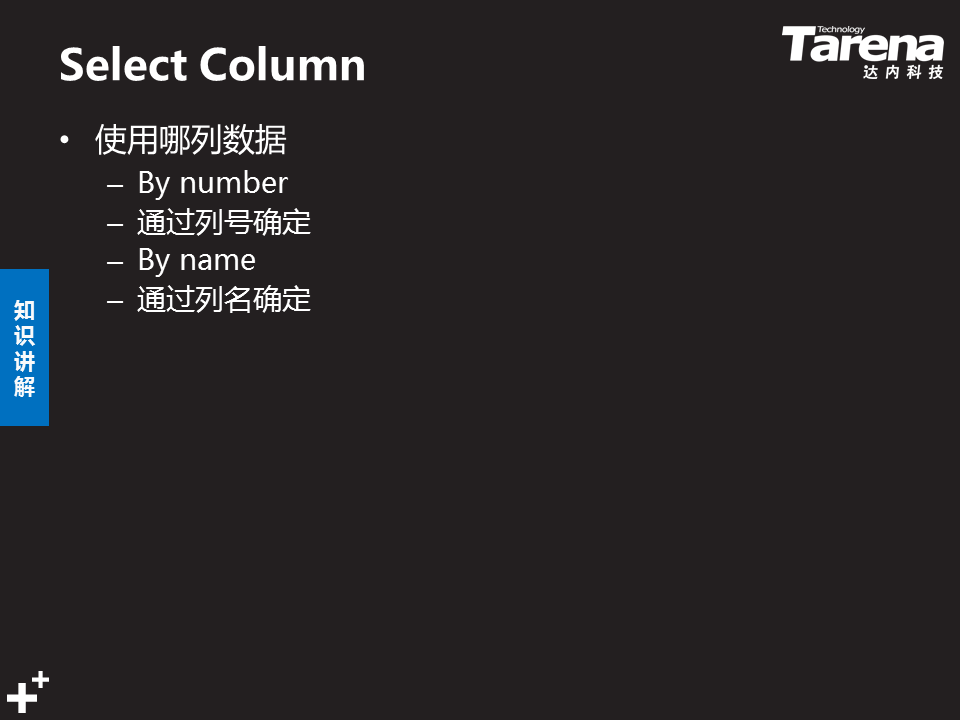 Select Column
Technology
Tarena
达内科技
• 使用哪列数据
– By number
– 通过列号确定
– By name
– 通过列名确定
知识讲解